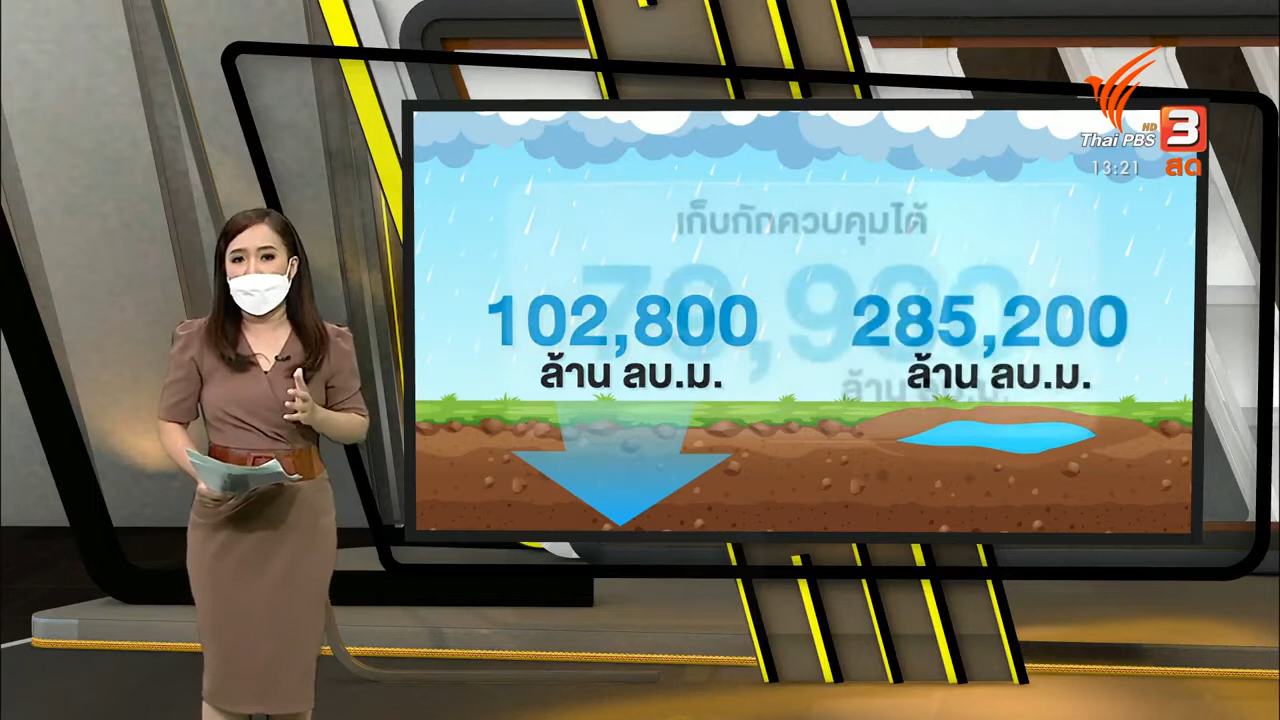 Thai PBS HD 3
13:21 สด
เก็บกักควบคุมได้
102,800
ล้าน ลบ.ม.
285,200
ล้าน ลบ.ม.